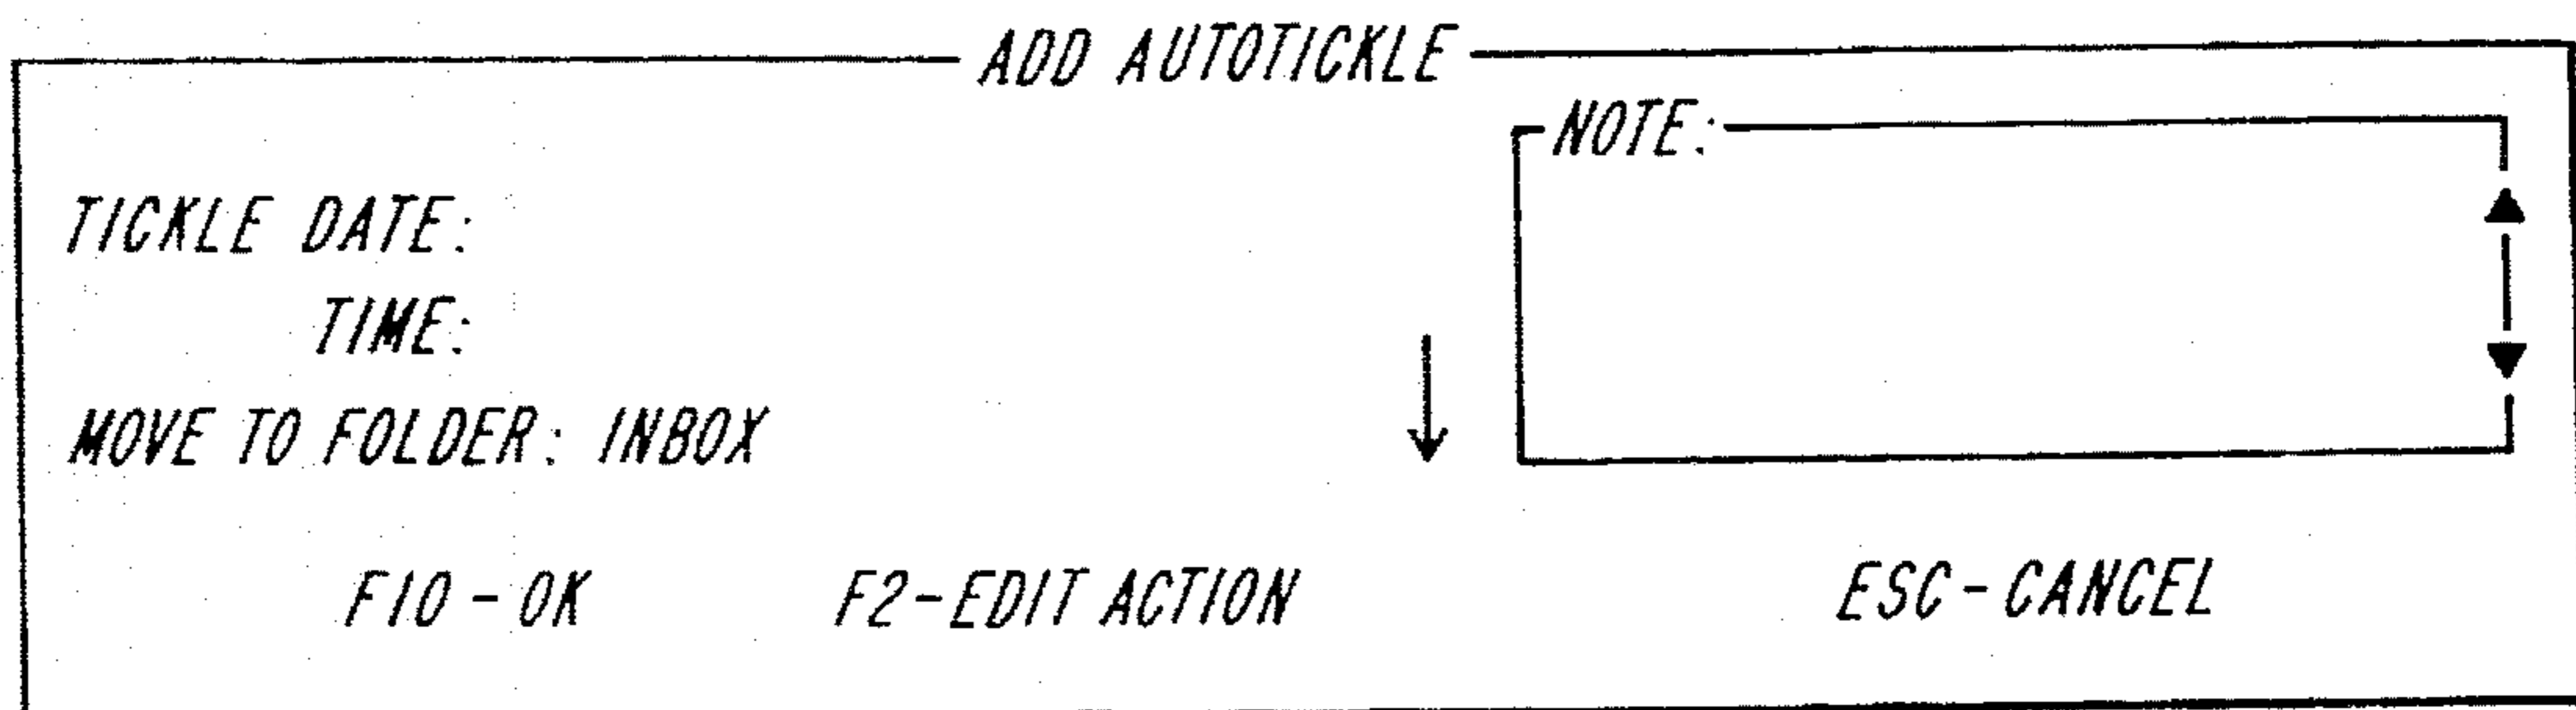 ADD AUTOTICKLE
NOTE:
TICKLE DATE:
TIME:
MOVE TO FOLDER: INBOX
F10-OK F2-EDIT ACTION ESC-CANCEL